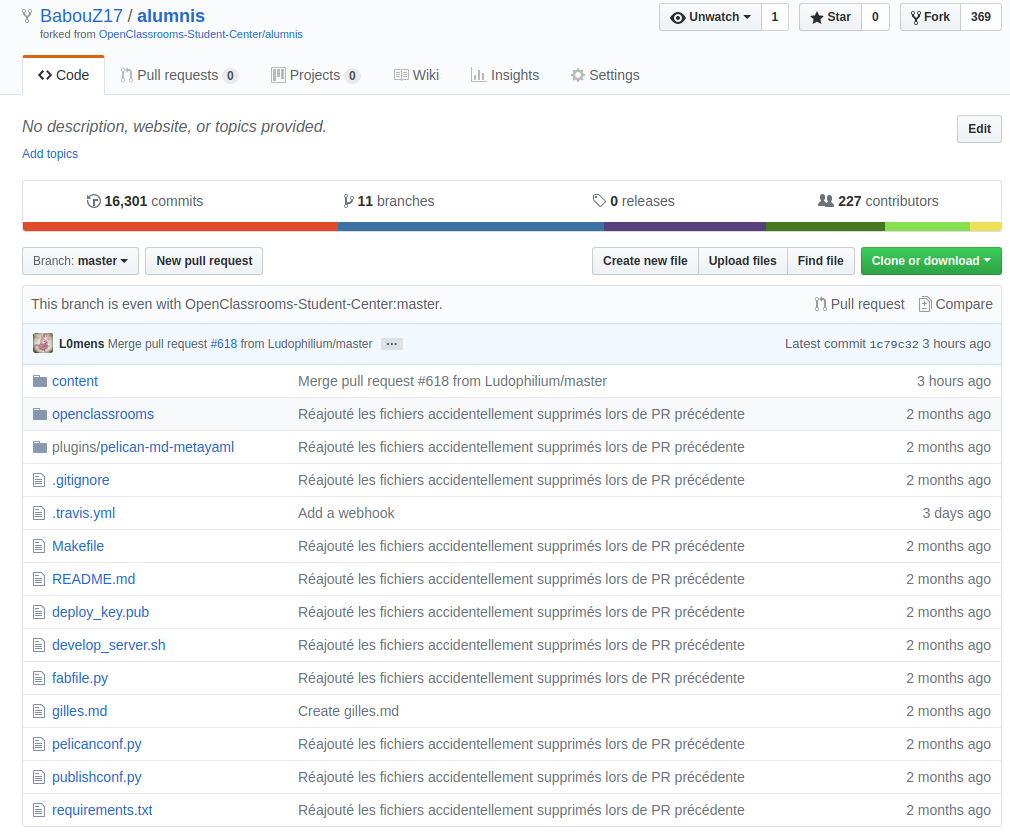 BabouZ17 / alumnis
Unwatch 1 Star 0 Fork 369
forked from OpenClassrooms-Student-Center/alumnis
Code Pull requests 0 Projects 0 Wiki Insights Settings
No description, website, or topics provided.
Edit
Add topics
16,301 commits 11 branches 0 releases 227 contributors
Branch: master New pull request Create new file Upload files Find file Clone or download
This branch is even with OpenClassrooms-Student-Center:master. Pull request Compare
L0mens Merge pull request #618 from Ludophilium/master ... Latest commit 1c79c32 3 hours ago
content Merge pull request #618 from Ludophilium/master 3 hours ago
openclassrooms Réajouté les fichiers accidentellement supprimés lors de PR précédente 2 months ago
plugins/pelican-md-metayaml Réajouté les fichiers accidentellement supprimés lors de PR précédente 2 months ago
.gitignore Réajouté les fichiers accidentellement supprimés lors de PR précédente 2 months ago
.travis.yml Add a webhook 3 days ago
Makefile Réajouté les fichiers accidentellement supprimés lors de PR précédente 2 months ago
README.md Réajouté les fichiers accidentellement supprimés lors de PR précédente 2 months ago
deploy_key.pub Réajouté les fichiers accidentellement supprimés lors de PR précédente 2 months ago
develop_server.sh Réajouté les fichiers accidentellement supprimés lors de PR précédente 2 months ago
fabfile.py Réajouté les fichiers accidentellement supprimés lors de PR précédente 2 months ago
gilles.md Create gilles.md 2 months ago
pelicanconf.py Réajouté les fichiers accidentellement supprimés lors de PR précédente 2 months ago
publishconf.py Réajouté les fichiers accidentellement supprimés lors de PR précédente 2 months ago
requirements.txt Réajouté les fichiers accidentellement supprimés lors de PR précédente 2 months ago